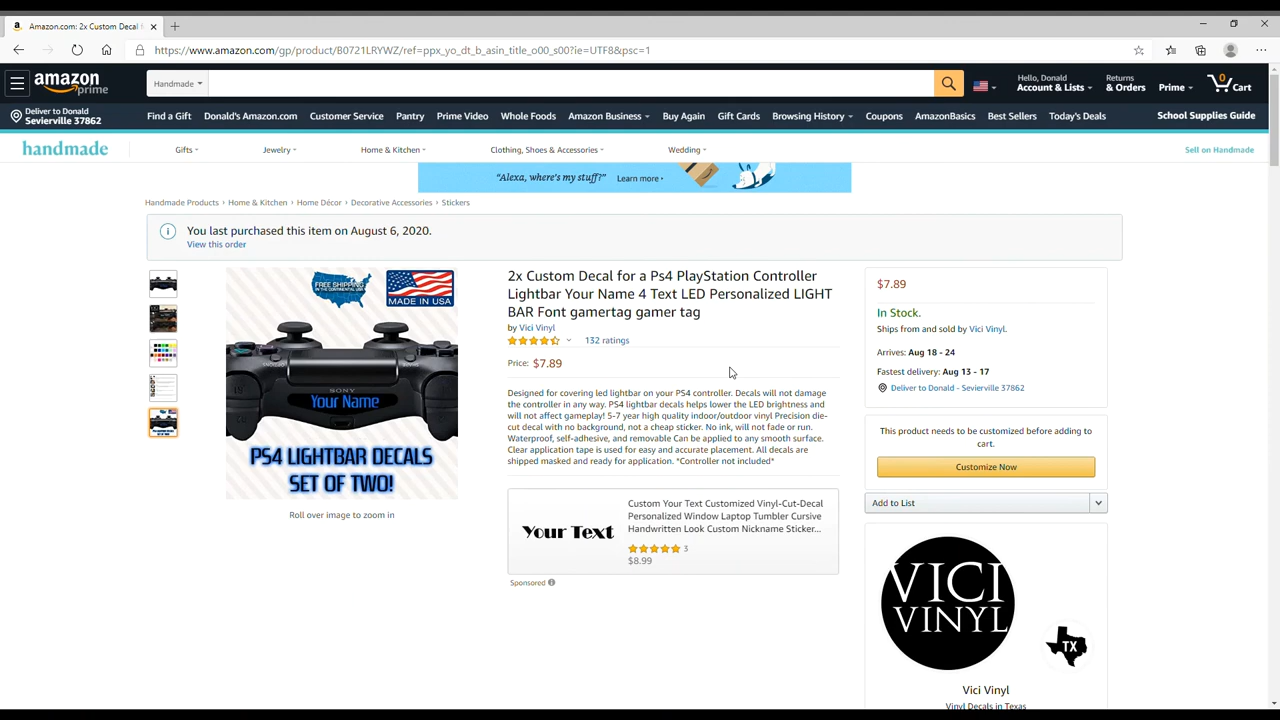 Amazon.com: 2x Custom Decal f
https://www.amazon.com/gp/product/B0721LRYWZ/ref=ppx_yo_dt_b_asin_title_o00_s00?ie=UTF8&psc=1
amazon prime
Handmade
Hello, Donald
Account & Lists
Returns
& Orders
Prime
0
Cart
Deliver to Donald
Sevierville 37862
Find a Gift
Donald's Amazon.com
Customer Service
Pantry
Prime Video
Whole Foods
Amazon Business
Buy Again
Gift Cards
Browsing History
Coupons
AmazonBasics
Best Sellers
Today's Deals
School Supplies Guide
handmade
Gifts
Jewelry
Home & Kitchen
Clothing, Shoes & Accessories
Wedding
Sell on Handmade
“Alexa, where's my stuff?”
Learn more ›
Handmade Products › Home & Kitchen › Home Décor › Decorative Accessories › Stickers
You last purchased this item on August 6, 2020.
View this order
FREE SHIPPING
IN THE CONTINENTAL USA
MADE IN USA
SONY
Your Name
PS4 LIGHTBAR DECALS
SET OF TWO!
Roll over image to zoom in
2x Custom Decal for a Ps4 PlayStation Controller
Lightbar Your Name 4 Text LED Personalized LIGHT
BAR Font gamertag gamer tag
by Vici Vinyl
132 ratings
Price: $7.89
Designed for covering led lightbar on your PS4 controller. Decals will not damage
the controller in any way. PS4 lightbar decals helps lower the LED brightness and
will not affect gameplay! 5-7 year high quality indoor/outdoor vinyl Precision die-
cut decal with no background, not a cheap sticker. No ink, will not fade or run.
Waterproof, self-adhesive, and removable Can be applied to any smooth surface.
Clear application tape is used for easy and accurate placement. All decals are
shipped masked and ready for application. *Controller not included*
Your Text
Custom Your Text Customized Vinyl-Cut-Decal
Personalized Window Laptop Tumbler Cursive
Handwritten Look Custom Nickname Sticker...
3
$8.99
Sponsored
$7.89
In Stock.
Ships from and sold by Vici Vinyl.
Arrives: Aug 18 - 24
Fastest delivery: Aug 13 - 17
Deliver to Donald - Sevierville 37862
This product needs to be customized before adding to
cart.
Customize Now
Add to List
VICI
VINYL
TX
Vici Vinyl
Vinyl Decals in Texas